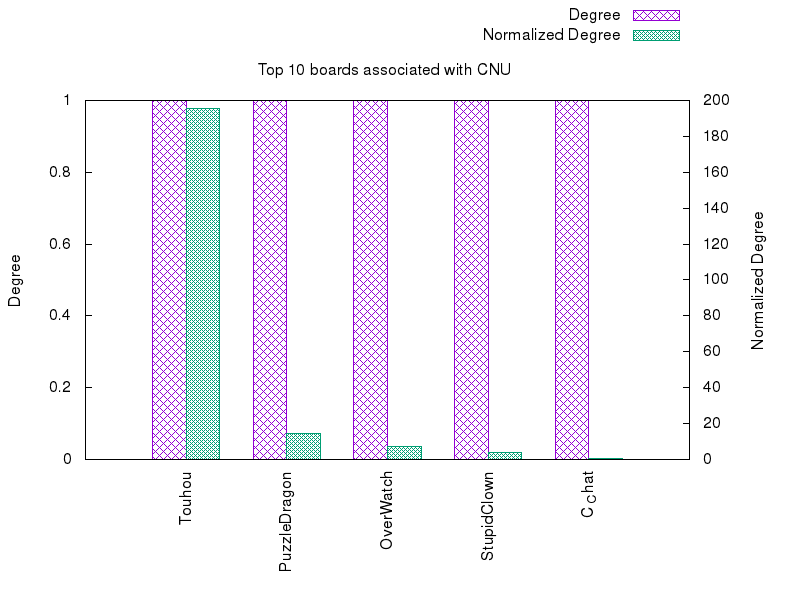 Degree
Normalized Degree
Top 10 boards associated with CNU
1
0.8
0.6
0.4
0.2
0
200
180
160
140
120
100
80
60
40
20
0
Degree
Normalized Degree
Touhou
PuzzleDragon
OverWatch
StupidClown
C Chat